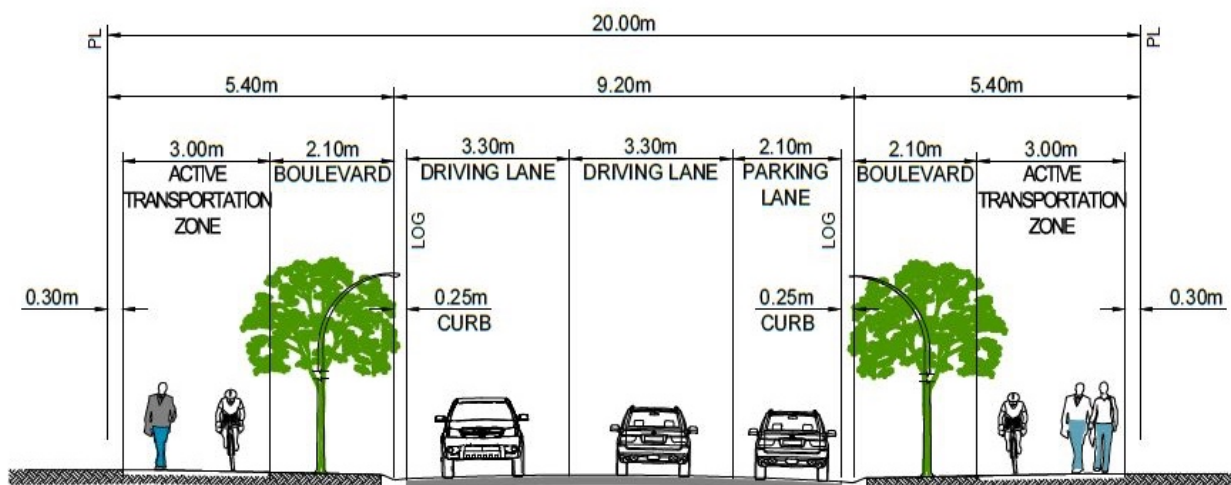 20.00m
PL
PL
5.40m
9.20m
5.40m
3.00m
2.10m
3.30m
3.30m
2.10m
2.10m
3.00m
ACTIVE
TRANSPORTATION
ZONE
BOULEVARD
DRIVING LANE
DRIVING LANE
PARKING
LANE
BOULEVARD
ACTIVE
TRANSPORTATION
ZONE
LOG
LOG
0.30m
0.25m
CURB
0.25m
CURB
0.30m